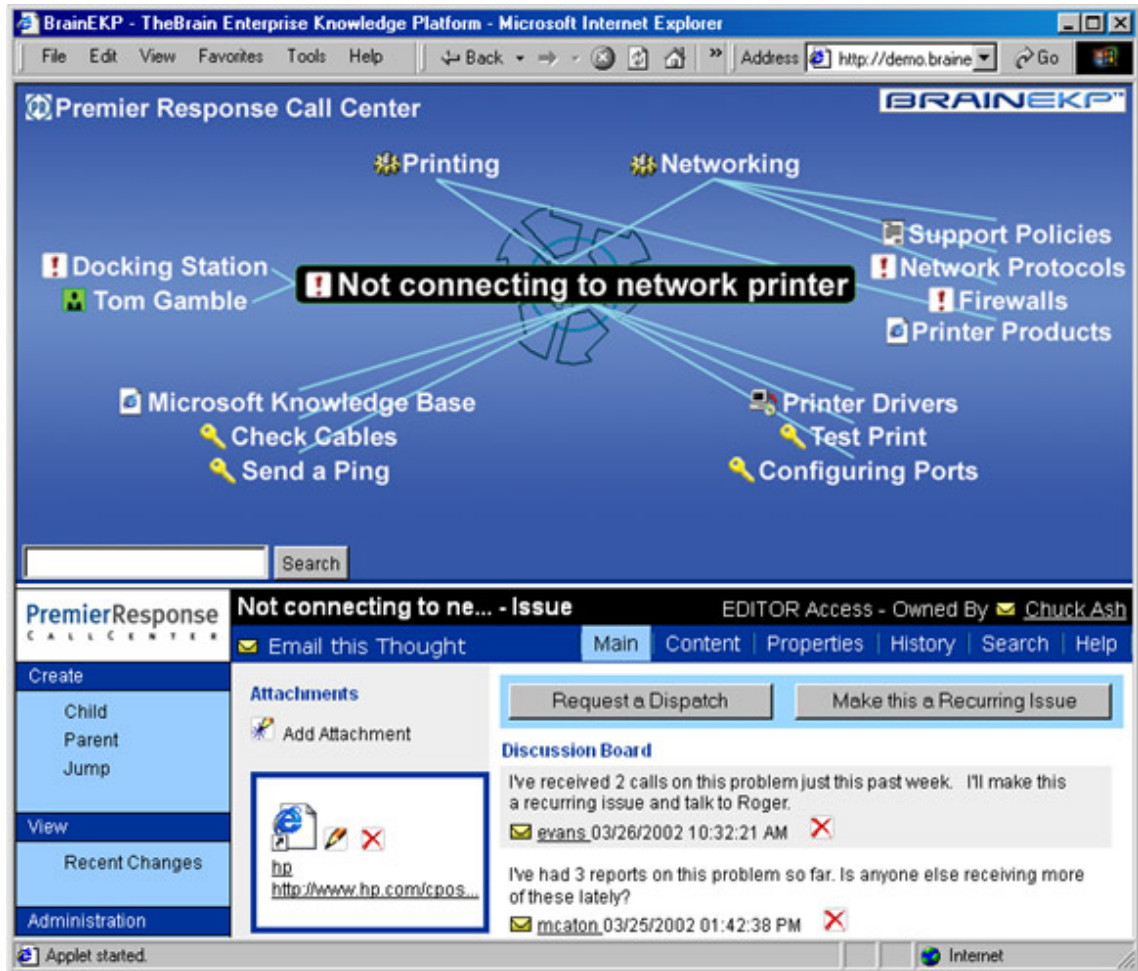 BrainEKP - TheBrain Enterprise Knowledge Platform - Microsoft Internet Explorer
File Edit View Favorites Tools Help Back Address http://demo.braine Go
Premier Response Call Center
BRAINEKP™
Printing Networking
Support Policies
Docking Station
Network Protocols
Not connecting to network printer
Tom Gamble
Firewalls
Printer Products
Microsoft Knowledge Base
Printer Drivers
Check Cables
Test Print
Send a Ping
Configuring Ports
Search
PremierResponse
CALL CENTER
Not connecting to ne... - Issue EDITOR Access - Owned By Chuck Ash
Email this Thought Main Content Properties History Search Help
Create
Child
Parent
Jump
View
Recent Changes
Administration
Attachments
Add Attachment
hp
http://www.hp.com/cpos...
Request a Dispatch Make this a Recurring Issue
Discussion Board
I've received 2 calls on this problem just this past week. I'll make this
a recurring issue and talk to Roger.
evans 03/26/2002 10:32:21 AM
I've had 3 reports on this problem so far. Is anyone else receiving more
of these lately?
mcaton 03/25/2002 01:42:38 PM
Applet started. Internet